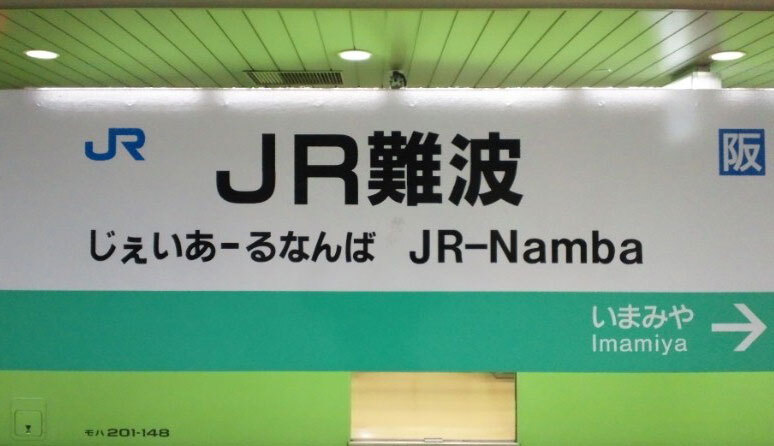 JR
JR難波
阪
じぇいあーるなんば JR-Namba
いまみや
Imamiya
モハ201-148